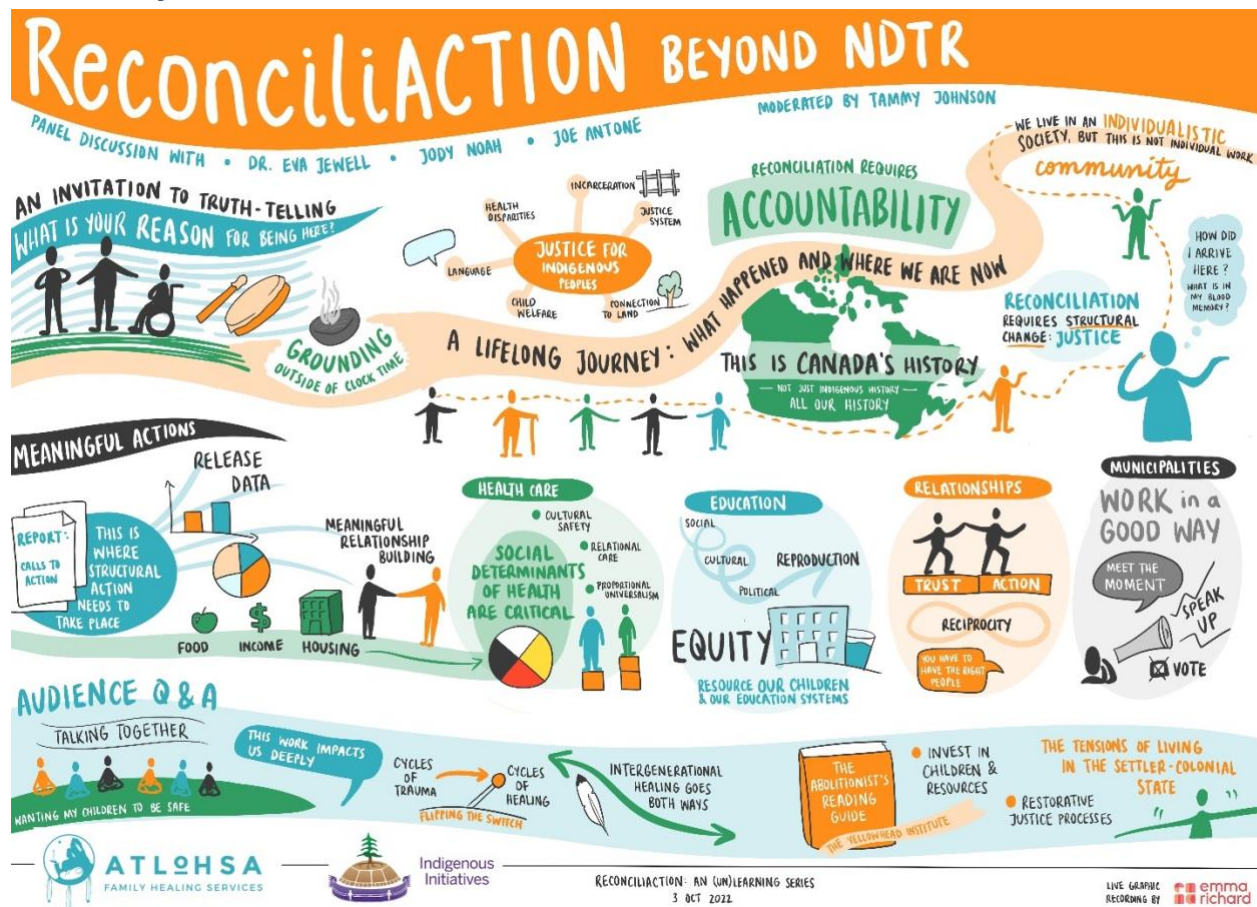 ReconciliACTION BEYOND NDTR
PANEL DISCUSSION WITH • DR. EVA JEWELL • JODY NOAH • JOE ANTONE
MODERATED BY TAMMY JOHNSON
AN INVITATION TO TRUTH-TELLING
WHAT IS YOUR REASON FOR BEING HERE?
GROUNDING
OUTSIDE OF CLOCK TIME
JUSTICE FOR
INDIGENOUS
PEOPLES
LANGUAGE
HEALTH
DISPARITIES
INCARCERATION
JUSTICE
SYSTEM
CONNECTION
TO LAND
CHILD
WELFARE
A LIFELONG JOURNEY: WHAT HAPPENED AND WHERE WE ARE NOW
RECONCILIATION REQUIRES
ACCOUNTABILITY
THIS IS CANADA'S HISTORY
— NOT JUST INDIGENOUS HISTORY —
ALL OUR HISTORY
WE LIVE IN AN INDIVIDUALISTIC
SOCIETY, BUT THIS IS NOT INDIVIDUAL WORK
community
HOW DID
I ARRIVE
HERE?
WHAT IS IN
MY BLOOD
MEMORY?
RECONCILIATION
REQUIRES STRUCTURAL
CHANGE: JUSTICE
MEANINGFUL ACTIONS
REPORT:
CALLS TO
ACTION
THIS IS
WHERE
STRUCTURAL
ACTION
NEEDS TO
TAKE PLACE
RELEASE
DATA
FOOD
INCOME
HOUSING
MEANINGFUL
RELATIONSHIP
BUILDING
HEALTH CARE
CULTURAL
SAFETY
RELATIONAL
CARE
PROPORTIONAL
UNIVERSALISM
SOCIAL
DETERMINANTS
OF HEALTH
ARE CRITICAL
EDUCATION
SOCIAL
CULTURAL
POLITICAL
REPRODUCTION
EQUITY
RESOURCE OUR CHILDREN
& OUR EDUCATION SYSTEMS
RELATIONSHIPS
TRUST ACTION
RECIPROCITY
YOU HAVE TO
HAVE THE RIGHT
PEOPLE
MUNICIPALITIES
WORK in a
GOOD WAY
MEET THE
MOMENT
SPEAK
UP
VOTE
AUDIENCE Q & A
TALKING TOGETHER
WANTING MY CHILDREN TO BE SAFE
THIS WORK IMPACTS
US DEEPLY
CYCLES
OF
TRAUMA
CYCLES
OF
HEALING
FLIPPING THE SWITCH
INTERGENERATIONAL
HEALING GOES
BOTH WAYS
THE
ABOLITIONIST'S
READING
GUIDE
THE YELLOWHEAD INSTITUTE
INVEST IN
CHILDREN &
RESOURCES
RESTORATIVE
JUSTICE PROCESSES
THE TENSIONS OF LIVING
IN THE SETTLER-COLONIAL
STATE
ATLOHSA
FAMILY HEALING SERVICES
Indigenous
Initiatives
RECONCILIACTION: AN (UN)LEARNING SERIES
3 OCT 2022
LIVE GRAPHIC
RECORDING BY
emma
richard